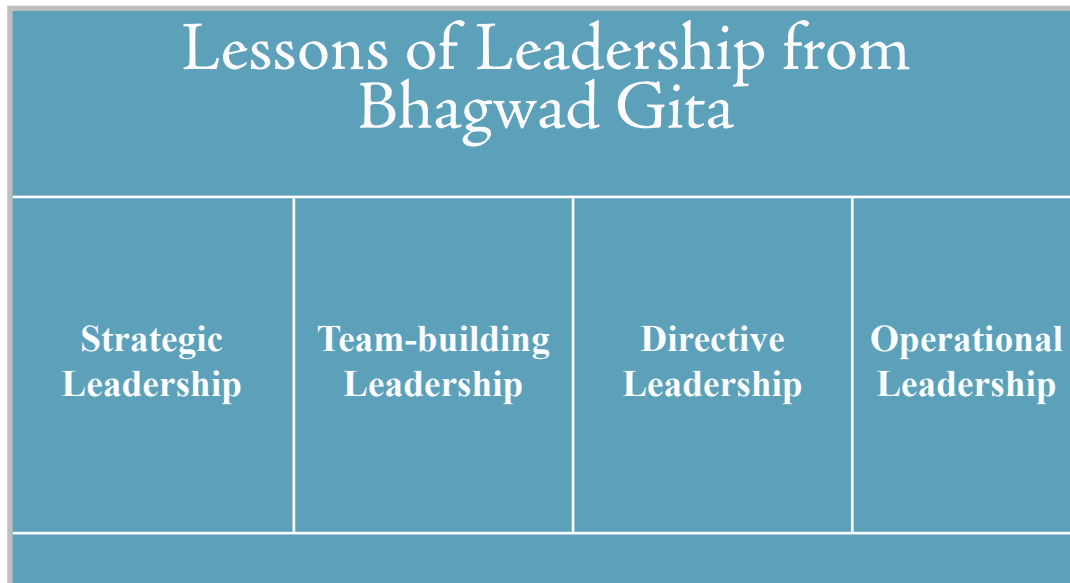 Lessons of Leadership from
Bhagwad Gita
Strategic
Leadership
Team-building
Leadership
Directive
Leadership
Operational
Leadership